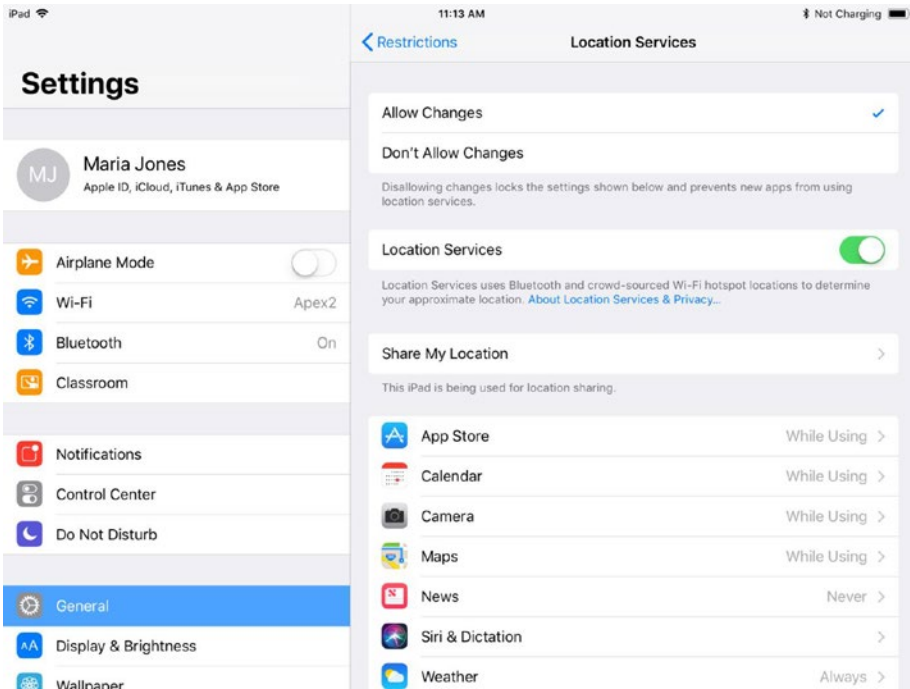 iPad
11:13 AM
Not Charging
Settings
MJ
Maria Jones
Apple ID, iCloud, iTunes & App Store
Airplane Mode
Wi-Fi Apex2
Bluetooth On
Classroom
Notifications
Control Center
Do Not Disturb
General
AA Display & Brightness
Wallpaper
Restrictions
Location Services
Allow Changes
Don't Allow Changes
Disallowing changes locks the settings shown below and prevents new apps from using
location services.
Location Services
Location Services uses Bluetooth and crowd-sourced Wi-Fi hotspot locations to determine
your approximate location. About Location Services & Privacy...
Share My Location
This iPad is being used for location sharing.
App Store While Using
Calendar While Using
Camera While Using
Maps While Using
News Never
Siri & Dictation
Weather Always